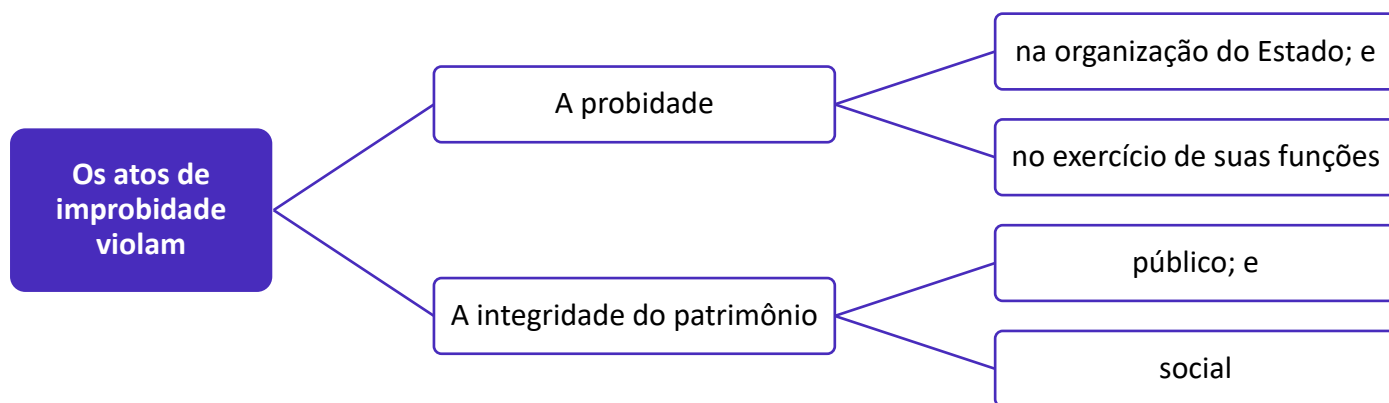 Os atos de
improbidade
violam
A probidade
na organização do Estado; e
no exercício de suas funções
A integridade do patrimônio
público; e
social